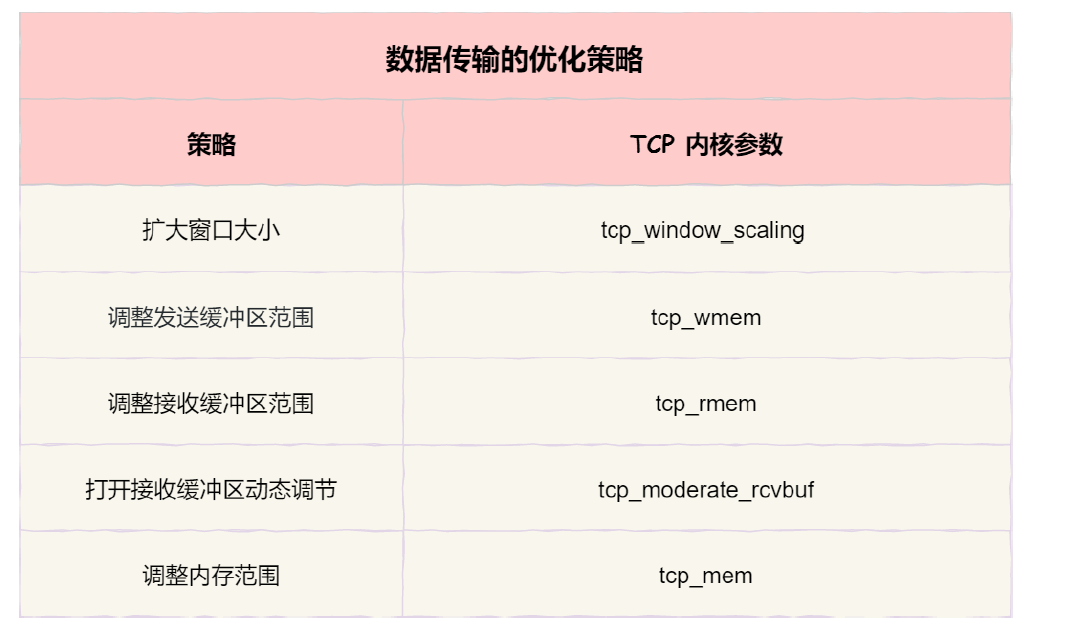 数据传输的优化策略
策略 TCP 内核参数
扩大窗口大小 tcp_window_scaling
调整发送缓冲区范围 tcp_wmem
调整接收缓冲区范围 tcp_rmem
打开接收缓冲区动态调节 tcp_moderate_rcvbuf
调整内存范围 tcp_mem